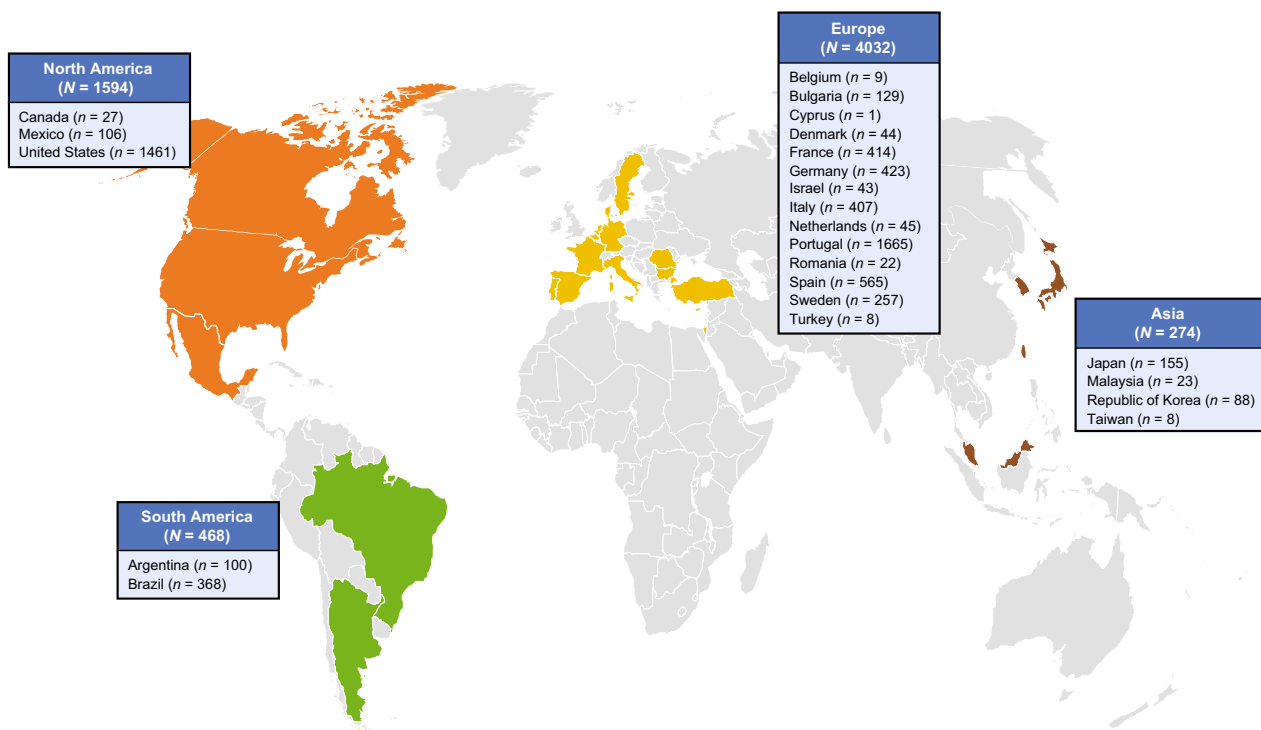 North America
(N = 1594)
Canada (n = 27)
Mexico (n = 106)
United States (n = 1461)
Europe
(N = 4032)
Belgium (n = 9)
Bulgaria (n = 129)
Cyprus (n = 1)
Denmark (n = 44)
France (n = 414)
Germany (n = 423)
Israel (n = 43)
Italy (n = 407)
Netherlands (n = 45)
Portugal (n = 1665)
Romania (n = 22)
Spain (n = 565)
Sweden (n = 257)
Turkey (n = 8)
Asia
(N = 274)
Japan (n = 155)
Malaysia (n = 23)
Republic of Korea (n = 88)
Taiwan (n = 8)
South America
(N = 468)
Argentina (n = 100)
Brazil (n = 368)